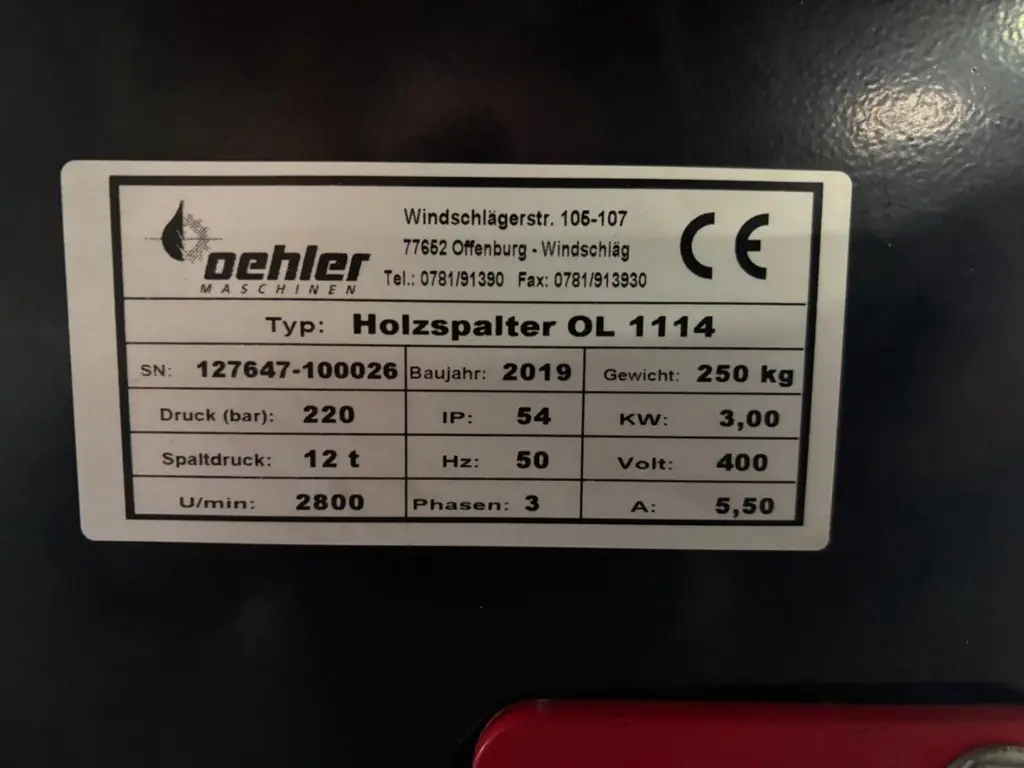 Windschlägerstr. 105-107
77652 Offenburg - Windschläg
Tel.: 0781/91390 Fax: 0781/913930
oehler
MASCHINEN
CE
Typ: Holzspalter OL 1114
SN: 127647-100026 Baujahr: 2019 Gewicht: 250 kg
Druck (bar): 220 IP: 54 KW: 3,00
Spaltdruck: 12 t Hz: 50 Volt: 400
U/min: 2800 Phasen: 3 A: 5,50